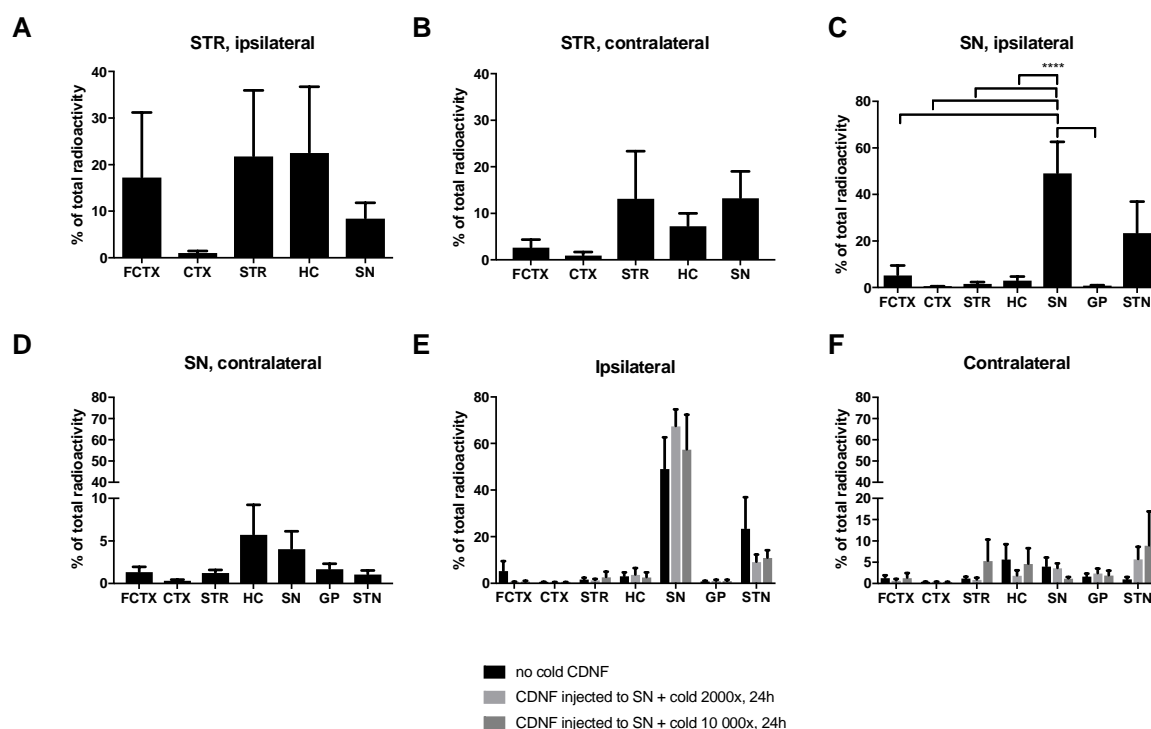 A
STR, ipsilateral
% of total radioactivity
40
30
20
10
0
FCTX CTX STR HC SN
B
STR, contralateral
% of total radioactivity
40
30
20
10
0
FCTX CTX STR HC SN
C
SN, ipsilateral
****
% of total radioactivity
80
60
40
20
0
FCTX CTX STR HC SN GP STN
D
SN, contralateral
% of total radioactivity
80
70
60
50
40
10
5
0
FCTX CTX STR HC SN GP STN
E
Ipsilateral
% of total radioactivity
80
60
40
20
0
FCTX CTX STR HC SN GP STN
F
Contralateral
% of total radioactivity
80
70
60
50
40
20
15
10
5
0
FCTX CTX STR HC SN GP STN
no cold CDNF
CDNF injected to SN + cold 2000x, 24h
CDNF injected to SN + cold 10 000x, 24h